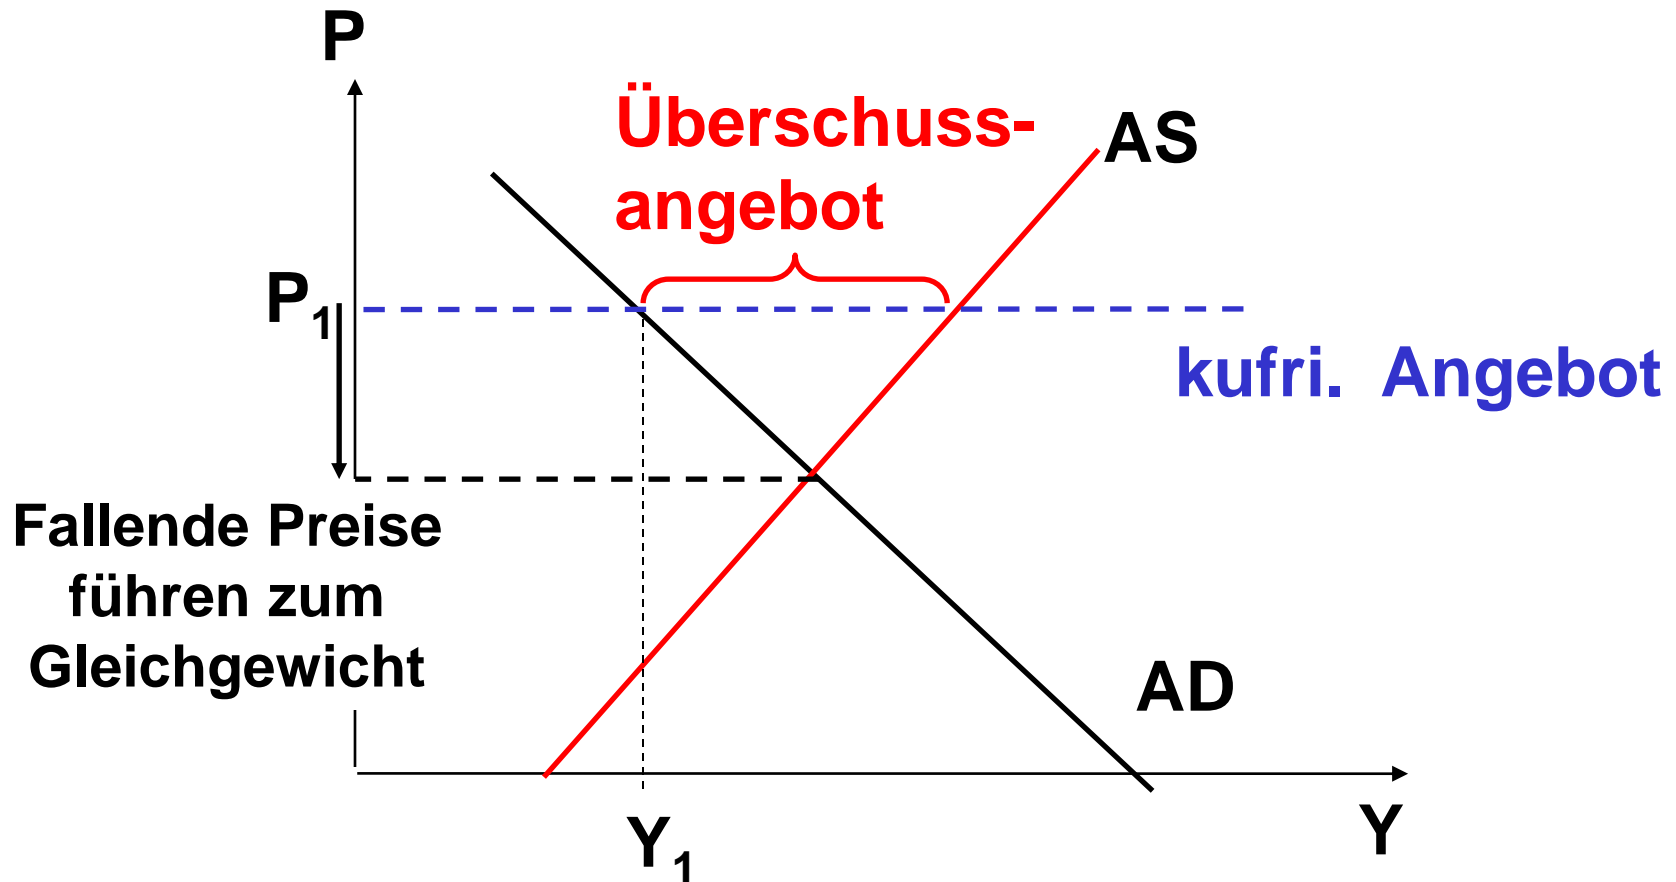 P
Überschuss-
angebot
AS
P₁
kufri. Angebot
Fallende Preise
führen zum
Gleichgewicht
AD
Y₁
Y